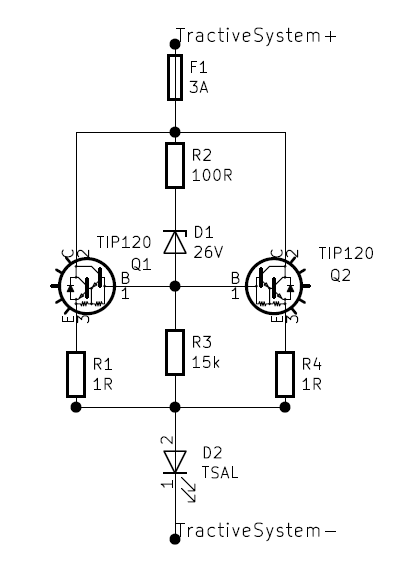 TractiveSystem+
F1
3A
R2
100R
D1
26V
TIP120
Q1
C
2
B
1
E
3
TIP120
Q2
C
2
B
1
E
3
R3
15k
R1
1R
R4
1R
2
D2
TSAL
1
TractiveSystem-